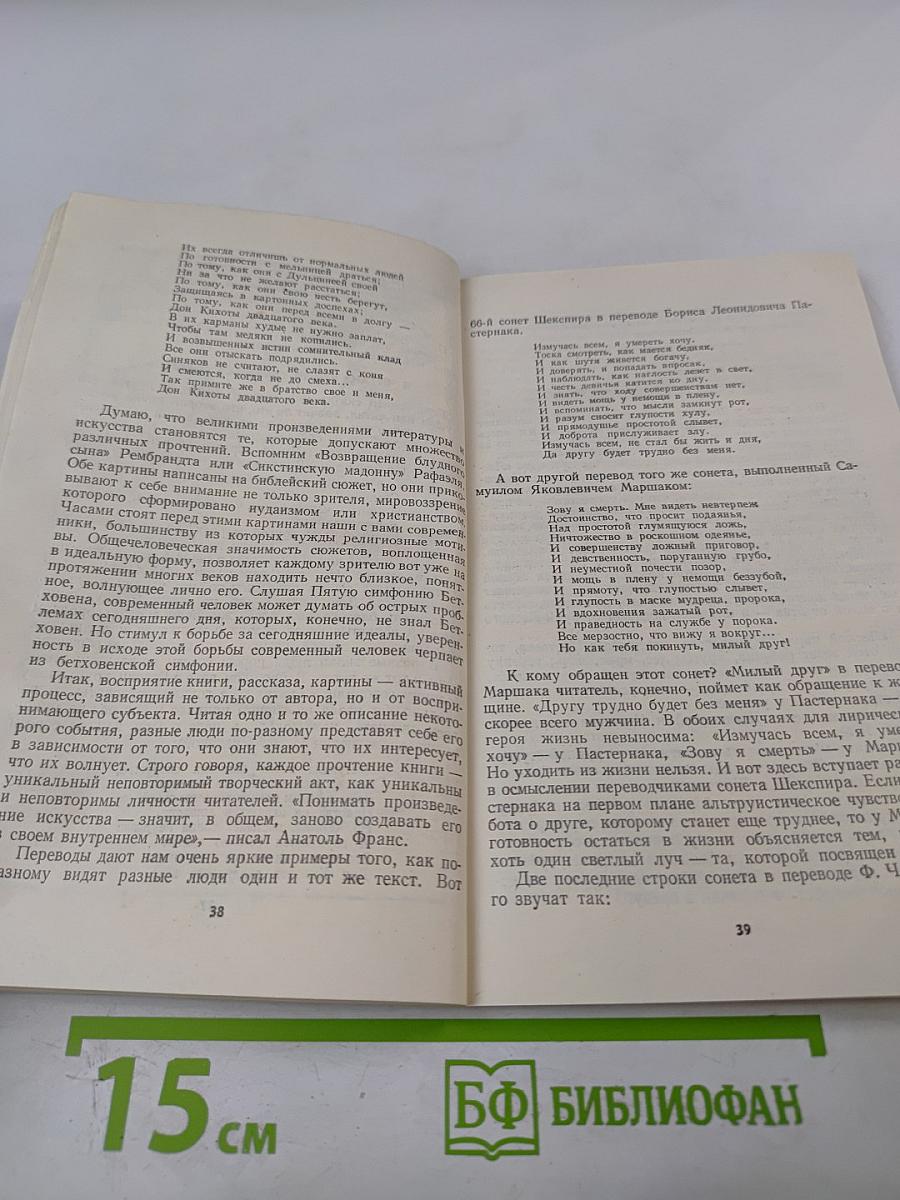 Их всегда отличишь от нормальных людей
По готовности с мельницей драться;
По тому, как они с Дульцинеей своей
Ни за что не желают расстаться;
По тому, как они свою честь берегут,
Защищаясь в картонных доспехах;
По тому, как они перед всеми в долгу —
Дон Кихоты двадцатого века.
В их карманы худые не нужно заплат,
Чтобы там медяки не копились.
И возвышенных истин сомнительный клад
Все они отыскать подрядились.
Синяков не считают, не слазят с коня
И смеются, когда не до смеха...
Так примите же в братство свое и меня,
Дон Кихоты двадцатого века.
Думаю, что великими произведениями литературы и
искусства становятся те, которые допускают множество
различных прочтений. Вспомним «Возвращение блудного
сына» Рембрандта или «Сикстинскую мадонну» Рафаэля.
Обе картины написаны на библейский сюжет, но они прико-
вывают к себе внимание не только зрителя, мировоззрение
которого сформировано иудаизмом или христианством.
Часами стоят перед этими картинами наши с вами современ-
ники, большинству из которых чужды религиозные моти-
вы. Общечеловеческая значимость сюжетов, воплощенная
в идеальную форму, позволяет каждому зрителю вот уже на
протяжении многих веков находить нечто близкое, понят-
ное, волнующее лично его. Слушая Пятую симфонию Бет-
ховена, современный человек может думать об острых проб-
лемах сегодняшнего дня, которых, конечно, не знал Бет-
ховен. Но стимул к борьбе за сегодняшние идеалы, уверен-
ность в исходе этой борьбы современный человек черпает
из бетховенской симфонии.
Итак, восприятие книги, рассказа, картины — активный
процесс, зависящий не только от автора, но и от воспри-
нимающего субъекта. Читая одно и то же описание некото-
рого события, разные люди по-разному представят себе его
в зависимости от того, что они знают, что их интересует,
что их волнует. Строго говоря, каждое прочтение книги —
уникальный неповторимый творческий акт, как уникальны
и неповторимы личности читателей. «Понимать произведе-
ние искусства — значит, в общем, заново создавать его
в своем внутреннем мире», — писал Анатоль Франс.
Переводы дают нам очень яркие примеры того, как по-
азному видят разные люди один и тот же текст. Вот
38
66-й сонет Шекспира в переводе Бориса Леонидовича Па-
стернака.
Измучась всем, я умереть хочу.
Тоска смотреть, как мается бедняк,
И как шутя живется богачу,
И доверять, и попадать впросак,
И наблюдать, как наглость лезет в свет,
И честь девичья катится ко дну,
И знать, что ходу совершенствам нет,
И видеть мощь у немощи в плену,
И вспоминать, что мысли замкнут рот,
И разум сносит глупости хулу,
И прямодушье простотой слывет,
И доброта прислуживает злу.
Измучась всем, не стал бы жить и дня,
Да другу будет трудно без меня.
А вот другой перевод того же сонета, выполненный Са-
муилом Яковлевичем Маршаком:
Зову я смерть. Мне видеть невтерпеж
Достоинство, что просит подаянья,
Над простотой глумящуюся ложь,
Ничтожество в роскошном одеянье,
И совершенству ложный приговор,
И девственность, поруганную грубо,
И неуместной почести позор,
И мощь в плену у немощи беззубой,
И прямоту, что глупостью слывет,
И глупость в маске мудреца, пророка,
И вдохновения зажатый рот,
И праведность на службе у порока.
Все мерзостно, что вижу я вокруг...
Но как тебя покинуть, милый друг!
К кому обращен этот сонет? «Милый друг» в перево
Маршака читатель, конечно, поймет как обращение к ж
щине. «Другу трудно будет без меня» у Пастернака —
скорее всего мужчина. В обоих случаях для лиричес
героя жизнь невыносима: «Измучась всем, я уме
хочу» — у Пастернака, «Зову я смерть» — у Мар
Но уходить из жизни нельзя. И вот здесь вступает ра
в осмыслении переводчиками сонета Шекспира. Если
стернака на первом плане альтруистическое чувство
бота о друге, которому станет еще труднее, то у М
готовность остаться в жизни объясняется тем,
хоть один светлый луч — та, которой посвящен
Две последние строки сонета в переводе Ф. Ч
го звучат так:
39
15 см
БФ БИБЛИОФАН